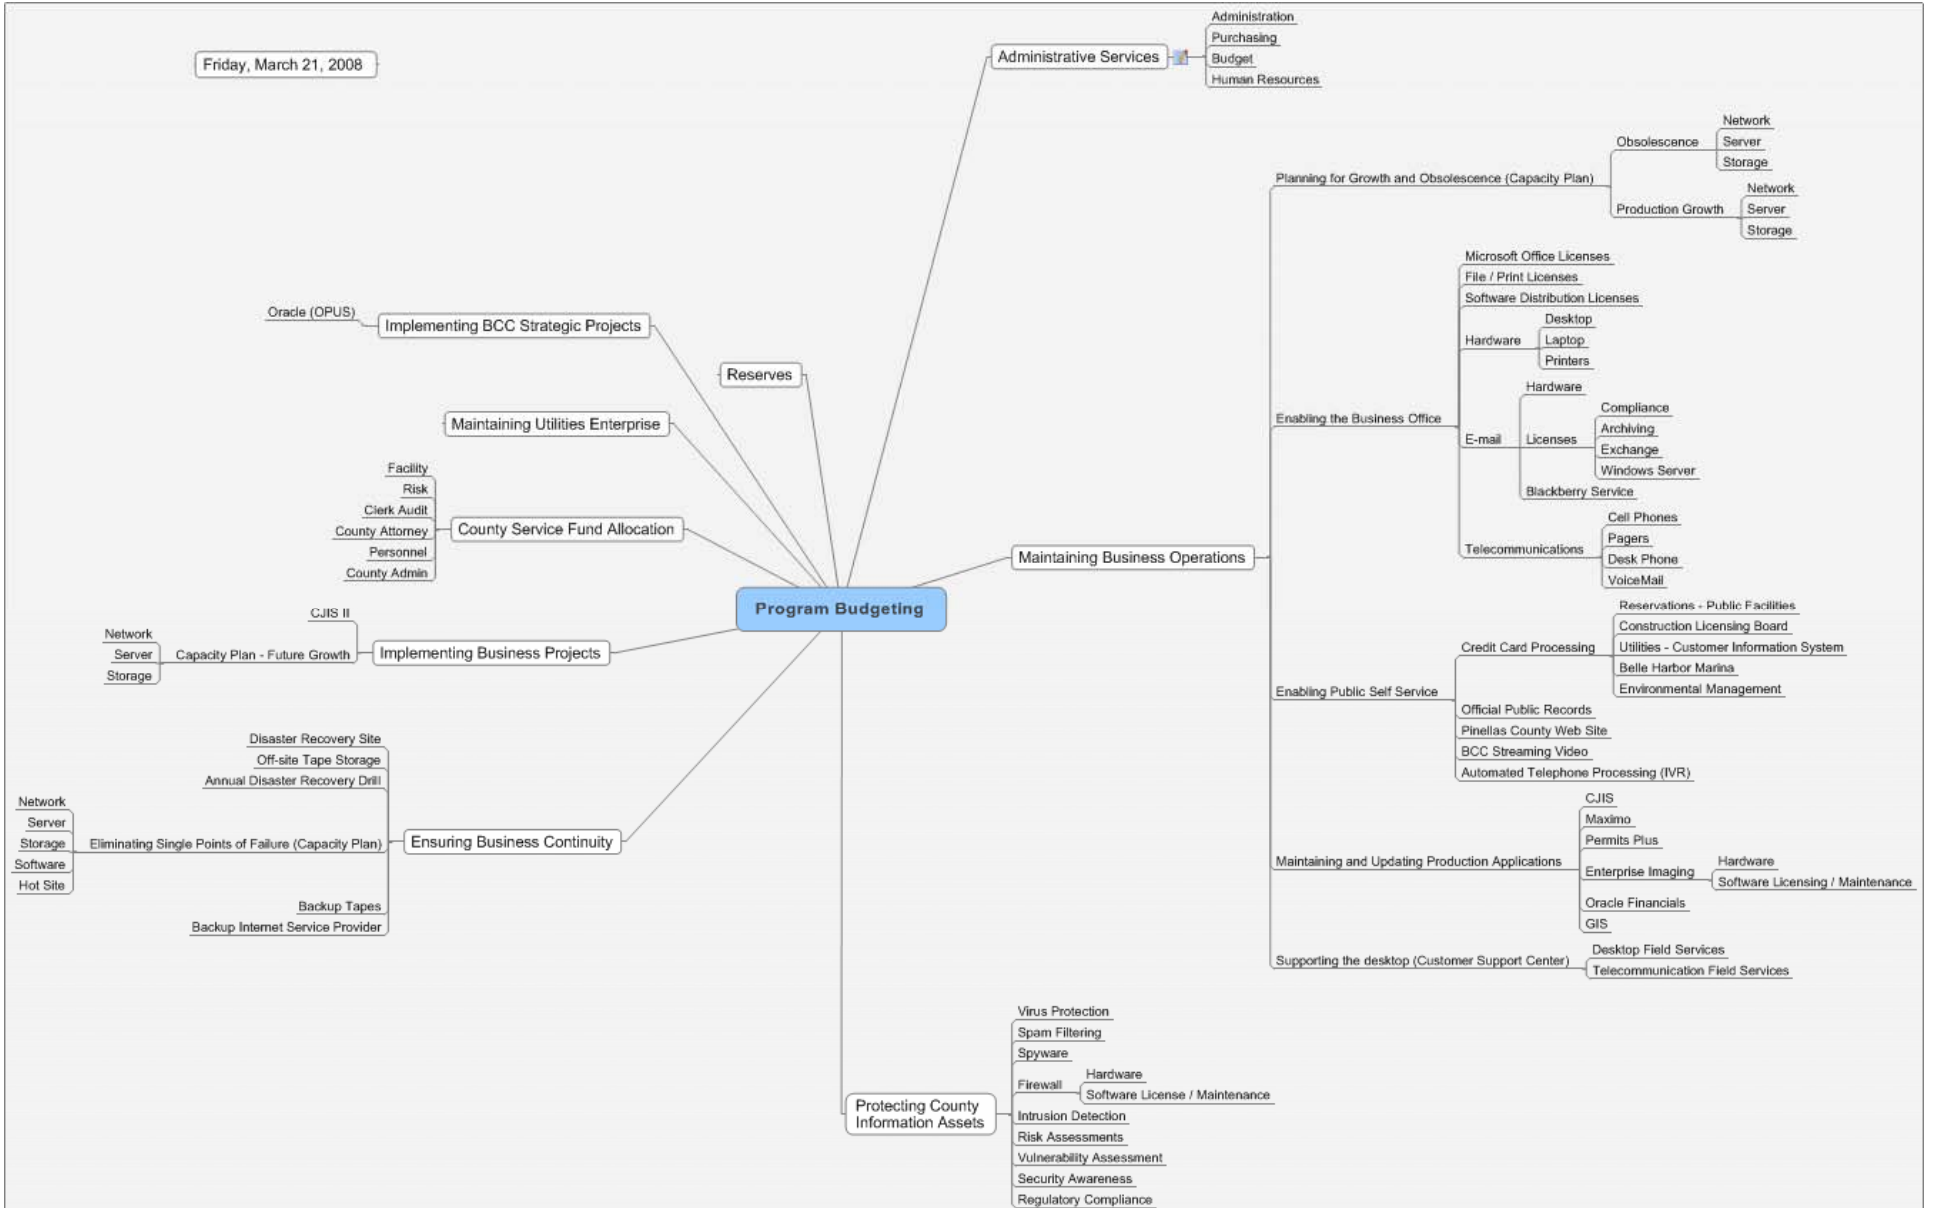 Friday, March 21, 2008
Program Budgeting
Administrative Services
Administration
Purchasing
Budget
Human Resources
Maintaining Business Operations
Planning for Growth and Obsolescence (Capacity Plan)
Obsolescence
Network
Server
Storage
Production Growth
Network
Server
Storage
Enabling the Business Office
Microsoft Office Licenses
File / Print Licenses
Software Distribution Licenses
Hardware
Desktop
Laptop
Printers
E-mail
Hardware
Licenses
Compliance
Archiving
Exchange
Windows Server
Blackberry Service
Telecommunications
Cell Phones
Pagers
Desk Phone
VoiceMail
Enabling Public Self Service
Credit Card Processing
Reservations - Public Facilities
Construction Licensing Board
Utilities - Customer Information System
Belle Harbor Marina
Environmental Management
Official Public Records
Pinellas County Web Site
BCC Streaming Video
Automated Telephone Processing (IVR)
Maintaining and Updating Production Applications
CJIS
Maximo
Permits Plus
Enterprise Imaging
Hardware
Software Licensing / Maintenance
Oracle Financials
GIS
Supporting the desktop (Customer Support Center)
Desktop Field Services
Telecommunication Field Services
Protecting County
Information Assets
Virus Protection
Spam Filtering
Spyware
Firewall
Hardware
Software License / Maintenance
Intrusion Detection
Risk Assessments
Vulnerability Assessment
Security Awareness
Regulatory Compliance
Reserves
Implementing BCC Strategic Projects
Oracle (OPUS)
Maintaining Utilities Enterprise
County Service Fund Allocation
Facility
Risk
Clerk Audit
County Attorney
Personnel
County Admin
Implementing Business Projects
CJIS II
Capacity Plan - Future Growth
Network
Server
Storage
Ensuring Business Continuity
Disaster Recovery Site
Off-site Tape Storage
Annual Disaster Recovery Drill
Eliminating Single Points of Failure (Capacity Plan)
Network
Server
Storage
Software
Hot Site
Backup Tapes
Backup Internet Service Provider